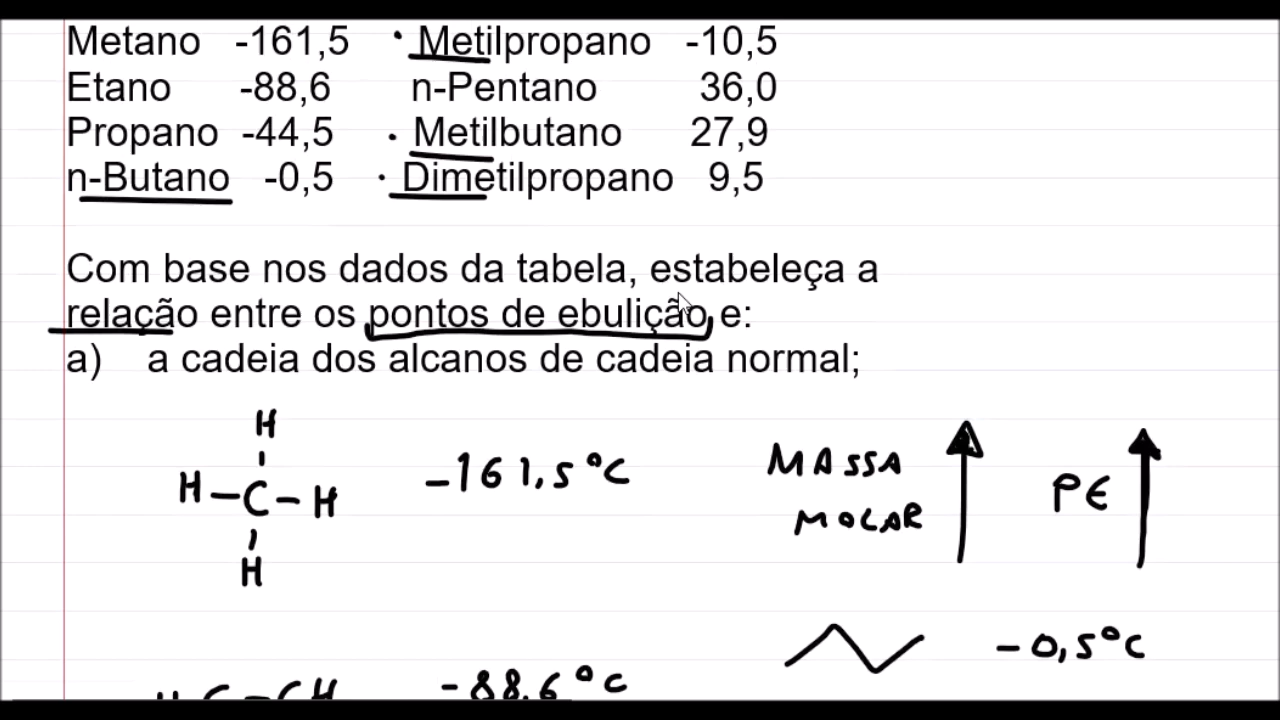 Metano -161,5 • Metilpropano -10,5
Etano -88,6 n-Pentano 36,0
Propano -44,5 • Metilbutano 27,9
n-Butano -0,5 • Dimetilpropano 9,5
Com base nos dados da tabela, estabeleça a
relação entre os pontos de ebulição e:
a) a cadeia dos alcanos de cadeia normal;
H
H-C-H
H
-161,5°C
MASSA
MOLAR
PE
-0,5°C
-88,6°C